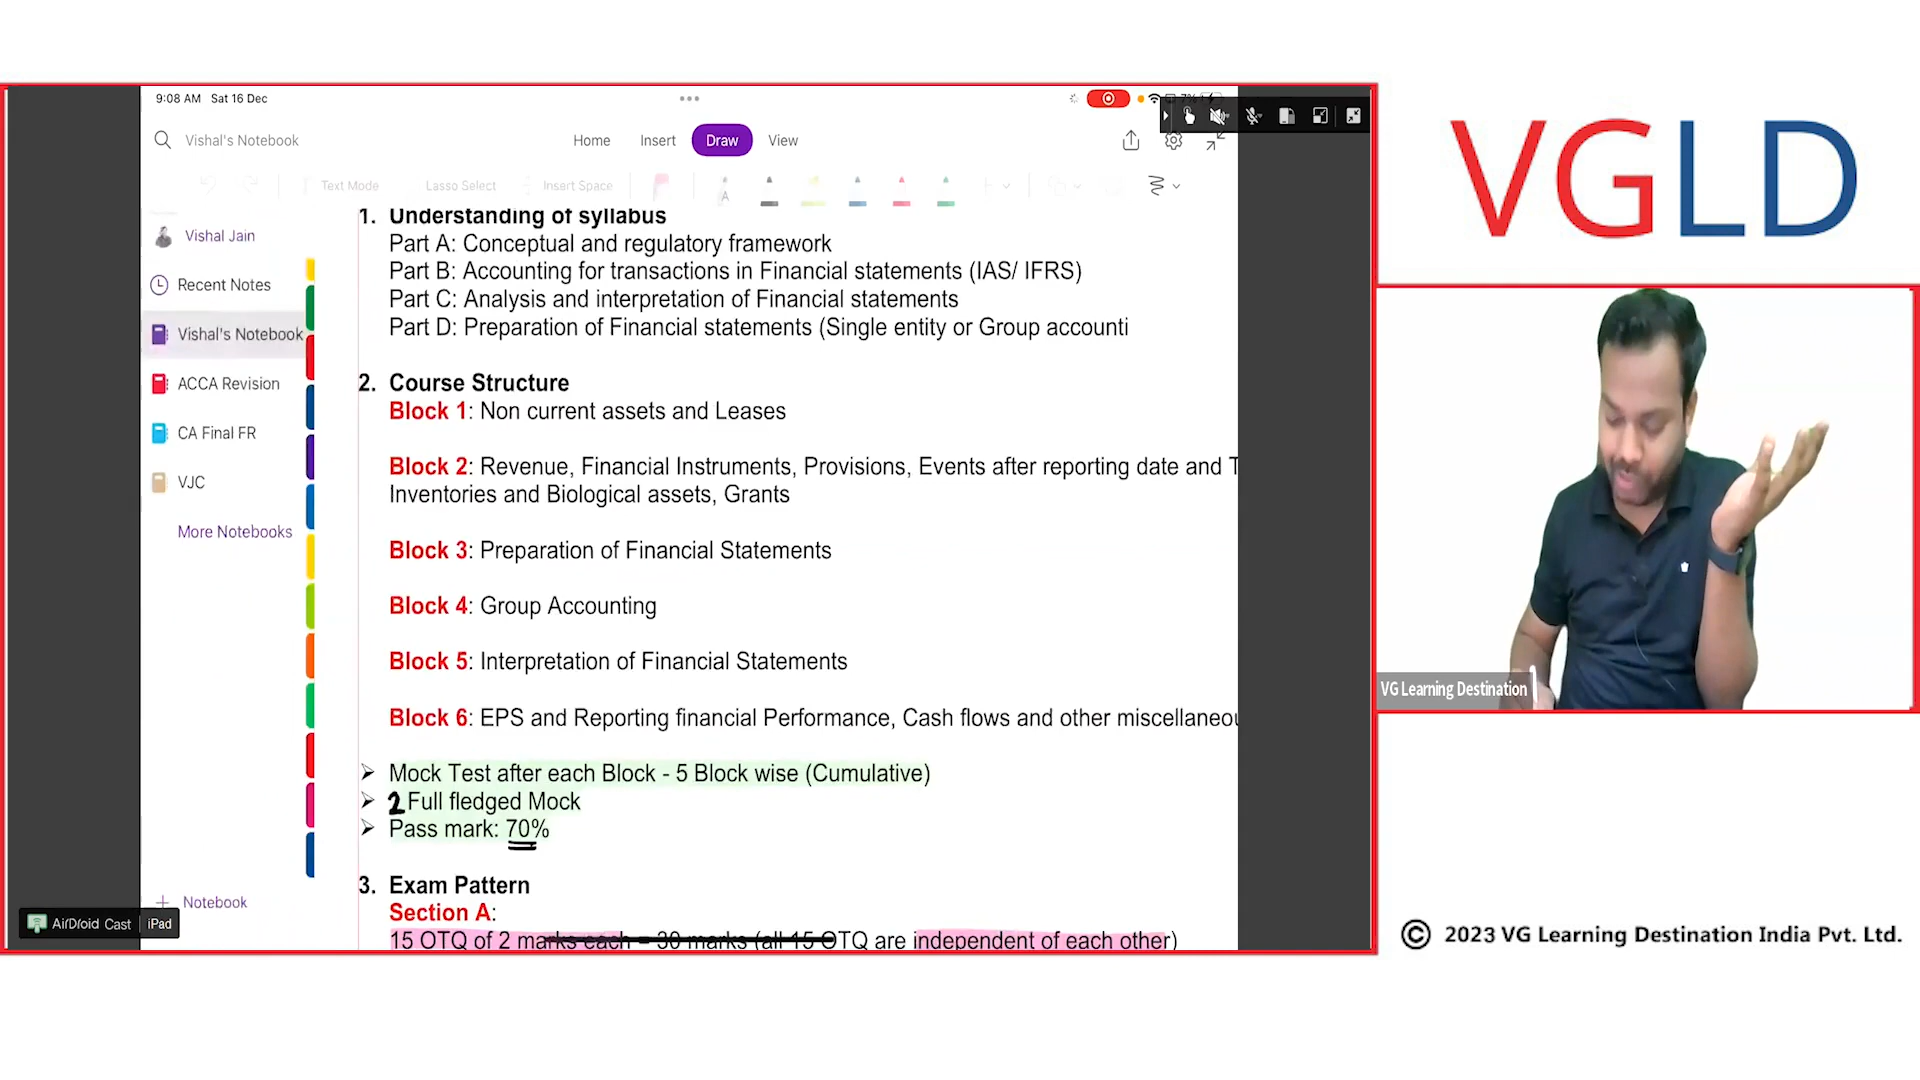 9:08 AM Sat 16 Dec
7%
Vishal's Notebook
Home Insert Draw View
Text Mode Lasso Select Insert Space
Vishal Jain
Recent Notes
Vishal's Notebook
ACCA Revision
CA Final FR
VJC
More Notebooks
Notebook
1. Understanding of syllabus
Part A: Conceptual and regulatory framework
Part B: Accounting for transactions in Financial statements (IAS/ IFRS)
Part C: Analysis and interpretation of Financial statements
Part D: Preparation of Financial statements (Single entity or Group accounti
2. Course Structure
Block 1: Non current assets and Leases
Block 2: Revenue, Financial Instruments, Provisions, Events after reporting date and T
Inventories and Biological assets, Grants
Block 3: Preparation of Financial Statements
Block 4: Group Accounting
Block 5: Interpretation of Financial Statements
Block 6: EPS and Reporting financial Performance, Cash flows and other miscellaneou
Mock Test after each Block - 5 Block wise (Cumulative)
2 Full fledged Mock
Pass mark: 70%
3. Exam Pattern
Section A:
15 OTQ of 2 marks each = 30 marks (all 15 OTQ are independent of each other)
AirDroid Cast iPad
VGLD
VG Learning Destination
© 2023 VG Learning Destination India Pvt. Ltd.